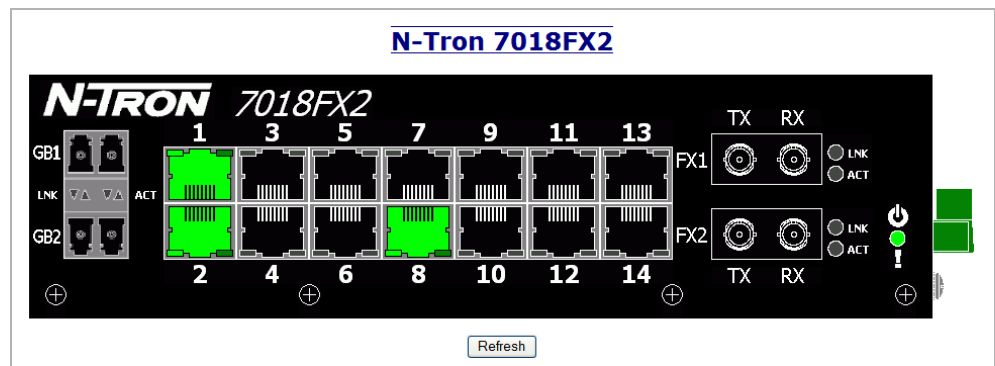 N-Tron 7018FX2
N-TRON 7018FX2
1 3 5 7 9 11 13
TX RX
GB1
FX1
LNK
ACT
LNK ACT
GB2
FX2
LNK
ACT
!
2 4 6 8 10 12 14
TX RX
Refresh